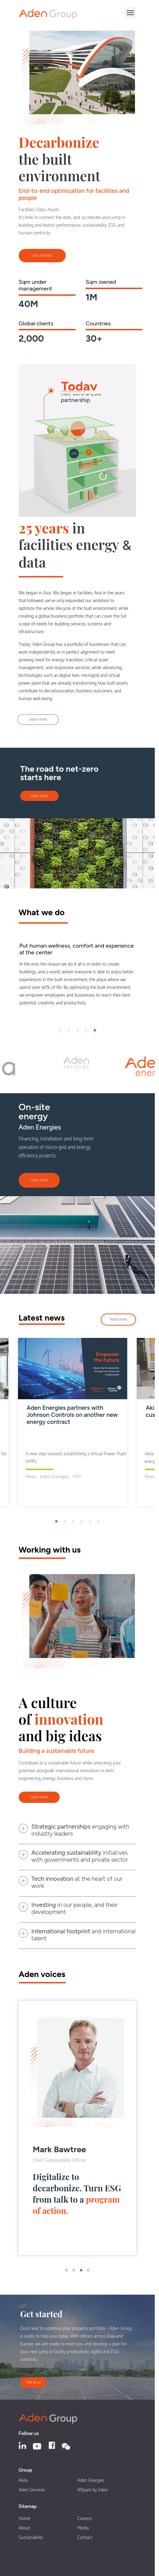 Aden Group
Decarbonize
the built
environment
End-to-end optimization for facilities and
people
Facilities. Data. Assets.
It's time to connect the dots, and accelerate your jump in
building and district performance, sustainability, ESG and
human-centricity.
Let's connect
Sqm under
management
40M
Sqm owned
1M
Global clients
2,000
Countries
30+
Today
Net Zero & ESG
partnership
25 years in
facilities energy &
data
We began in Asia. We began in facilities. And in the years
that followed, we've only expanded our ambition: to
optimize the whole lifecycle of the built environment, while
creating a global business portfolio that can meet the full
scope of needs for building services, systems and
infrastructure.
Today, Aden Group has a portfolio of businesses that can
work independently or in perfect alignment to meet
growing need for energy transition, critical asset
management, and responsive services. By advancing
technologies such as digital twins, microgrid and virtual
power plant that are already transforming how built assets
contribute to decarbonization, business outcomes, and
human well-being.
Learn more
The road to net-zero
starts here
Learn more
What we do
Put human wellness, comfort and experience
at the center
In the end, the reason we do it all is in order to create
buildings, and a world, where everyone is able to enjoy better
experiences. In the built environment, the place where we
spend over 90% of life. By optimizing the built environment,
we empower employees and businesses to reach their best
potential, creativity and productivity.
a
Aden
services
Ade
ener
On-site
energy
Aden Energies
Financing, installation and long-term
operation of micro-grid and energy
efficiency projects
Learn more
Latest news
Read more
Empower
the Future
Aden Energies partners with
Johnson Controls on another new
energy contract
Aki
cus
for
A new step towards establishing a Virtual Power Plant
(VPP).
Akila
energ
News Aden Energies VPP
News
Working with us
A culture
of innovation
and big ideas
Building a sustainable future
Contribute to a sustainable future while unlocking your
potential alongside international innovators in tech,
engineering, energy, business and more.
Learn more
Strategic partnerships engaging with
industry leaders
Accelerating sustainability initiatives
with governments and private sector
Tech innovation at the heart of our
work
Investing in our people, and their
development
International footprint and international
talent
Aden voices
Mark Bawtree
Chief Sustainability Officer
Digitalize to
decarbonize. Turn ESG
from talk to a program
of action.
Get started
Don't wait to optimize your property portfolio – Aden Group
is ready to help you today. With offices across Asia and
Europe, we are ready to meet you and develop a plan for
your next jump in facility productivity, agility and ESG-
centricity.
Talk to us
Aden Group
Follow us
in
Group
Akila
Aden Energies
Aden Services
NXpark by Aden
Sitemap
Home
Careers
About
Media
Sustainability
Contact